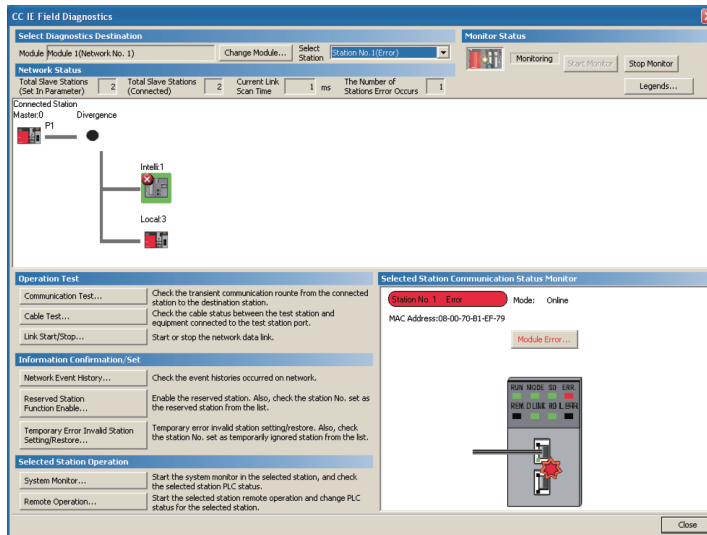 CC IE Field Diagnostics
Select Diagnostics Destination
Module Module 1(Network No. 1)
Change Module...
Select Station
Station No.1(Error)
Monitor Status
Monitoring
Start Monitor
Stop Monitor
Legends...
Network Status
Total Slave Stations (Set In Parameter) 2
Total Slave Stations (Connected) 2
Current Link Scan Time 1 ms
The Number of Stations Error Occurs 1
Connected Station
Master:0 Divergence
P1
Intelli:1
Local:3
Operation Test
Communication Test...
Check the transient communication rounte from the connected
station to the destination station.
Cable Test...
Check the cable status between the test station and
equipment connected to the test station port.
Link Start/Stop...
Start or stop the network data link.
Information Confirmation/Set
Network Event History...
Check the event histories occurred on network.
Reserved Station
Function Enable...
Enable the reserved station. Also, check the station No. set as
the reserved station from the list.
Temporary Error Invalid Station
Setting/Restore...
Temporary error invalid station setting/restore. Also, check
the station No. set as temporarily ignored station from the list.
Selected Station Operation
System Monitor...
Start the system monitor in the selected station, and check
the selected station PLC status.
Remote Operation...
Start the selected station remote operation and change PLC
status for the selected station.
Selected Station Communication Status Monitor
Station No. 1 Error
Mode: Online
MAC Address:08-00-70-B1-EF-79
Module Error...
RUN MODE SD ERR.
REM. D LINK RD L ERR.
Close